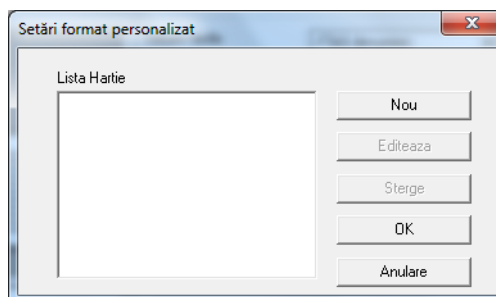 Setări format personalizat
Lista Hartie
Nou
Editeaza
Sterge
OK
Anulare